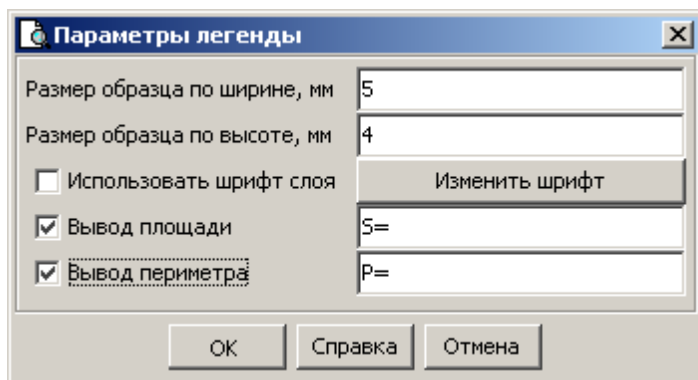 Параметры легенды
Размер образца по ширине, мм 5
Размер образца по высоте, мм 4
Использовать шрифт слоя Изменить шрифт
Вывод площади S=
Вывод периметра P=
OK Справка Отмена